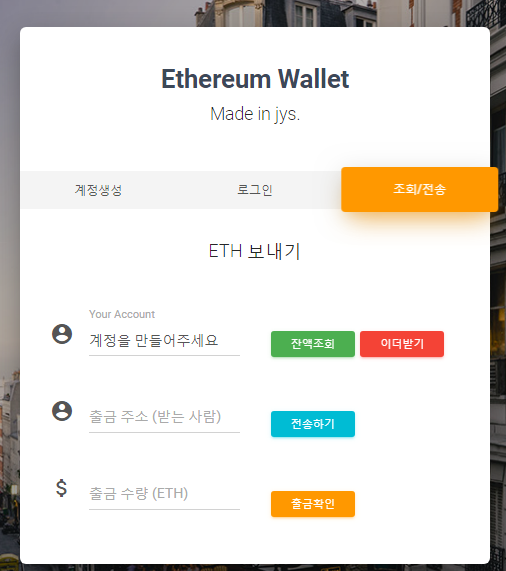 Ethereum Wallet
Made in jys.
계정생성 로그인 조회/전송
ETH 보내기
Your Account
계정을 만들어주세요 잔액조회 이더받기
출금 주소 (받는 사람) 전송하기
출금 수량 (ETH) 출금확인